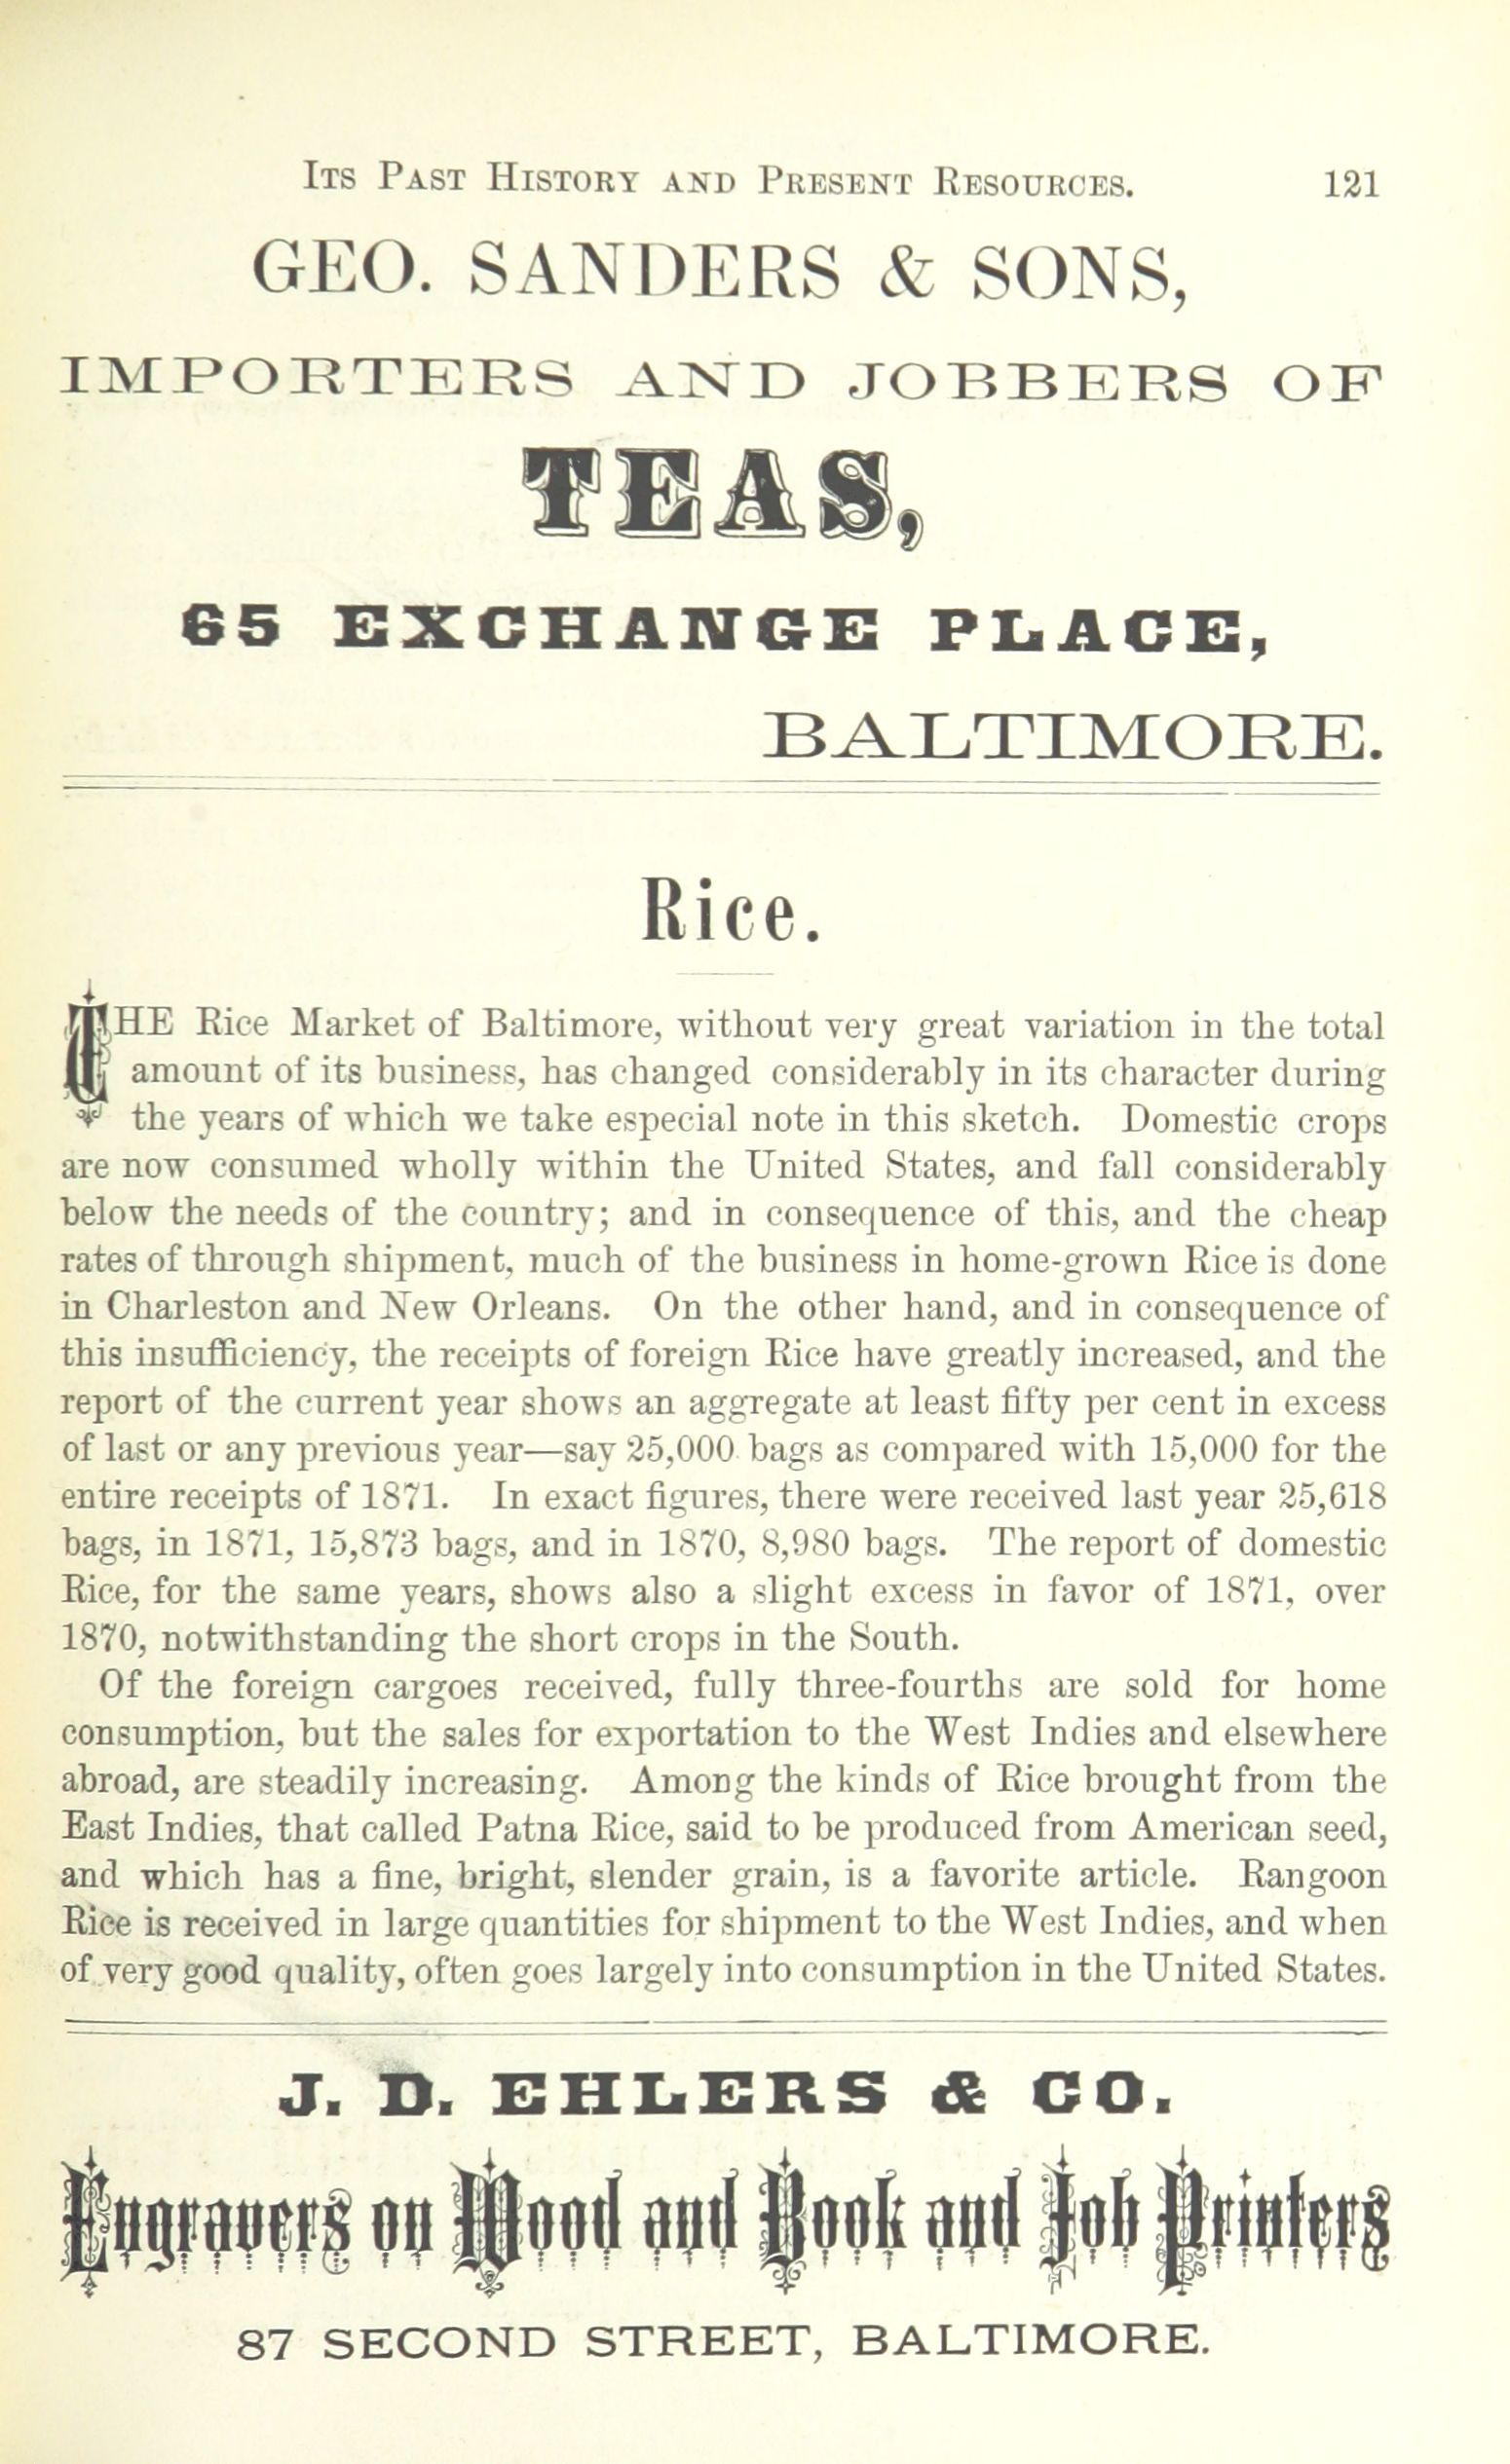 Its Past History and Present Resources. 121
GEO. SANDERS & SONS,
IMPORTERS AND JOBBERS OF
TEAS,
65 EXCHANGE PLACE,
BALTIMORE.
Rice.
THE Rice Market of Baltimore, without very great variation in the total
amount of its business, has changed considerably in its character during
the years of which we take especial note in this sketch. Domestic crops
are now consumed wholly within the United States, and fall considerably
below the needs of the country; and in consequence of this, and the cheap
rates of through shipment, much of the business in home-grown Rice is done
in Charleston and New Orleans. On the other hand, and in consequence of
this insufficiency, the receipts of foreign Rice have greatly increased, and the
report of the current year shows an aggregate at least fifty per cent in excess
of last or any previous year—say 25,000 bags as compared with 15,000 for the
entire receipts of 1871. In exact figures, there were received last year 25,618
bags, in 1871, 15,873 bags, and in 1870, 8,980 bags. The report of domestic
Rice, for the same years, shows also a slight excess in favor of 1871, over
1870, notwithstanding the short crops in the South.
Of the foreign cargoes received, fully three-fourths are sold for home
consumption, but the sales for exportation to the West Indies and elsewhere
abroad, are steadily increasing. Among the kinds of Rice brought from the
East Indies, that called Patna Rice, said to be produced from American seed,
and which has a fine, bright, slender grain, is a favorite article. Rangoon
Rice is received in large quantities for shipment to the West Indies, and when
of very good quality, often goes largely into consumption in the United States.
J. D. EHLERS & CO.
Engravers on Wood and Book and Job Printers
87 SECOND STREET, BALTIMORE.